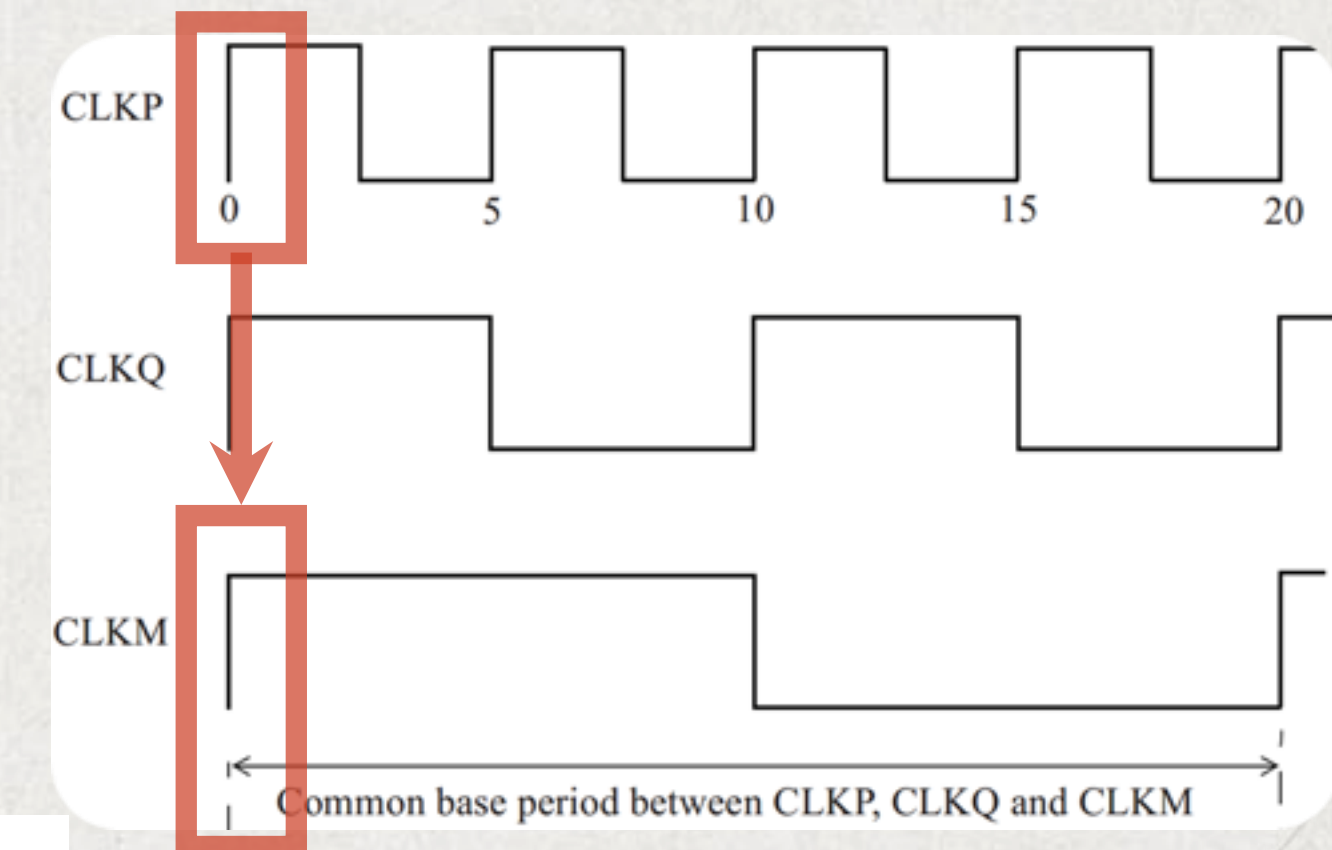 CLKP
0 5 10 15 20
CLKQ
CLKM
Common base period between CLKP, CLKQ and CLKM